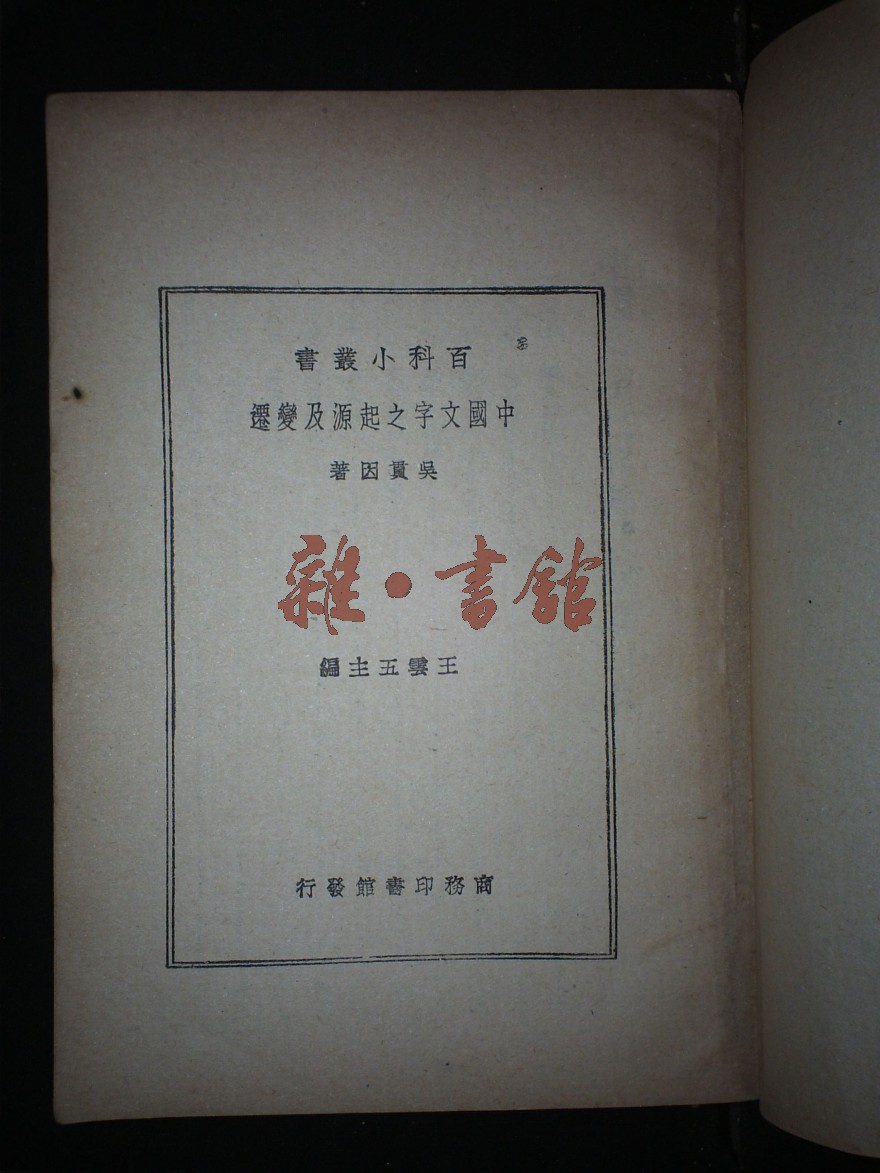 百科小叢書
中國文字之起源及變遷
吳貫因著
雜·書館
王雲五主編
商務印書館發行